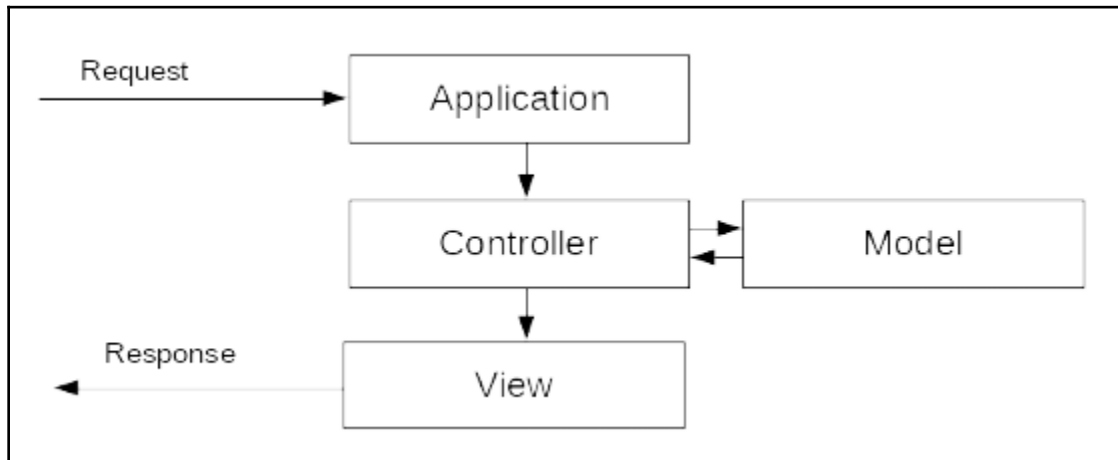 Request
Application
Controller
Model
Response
View